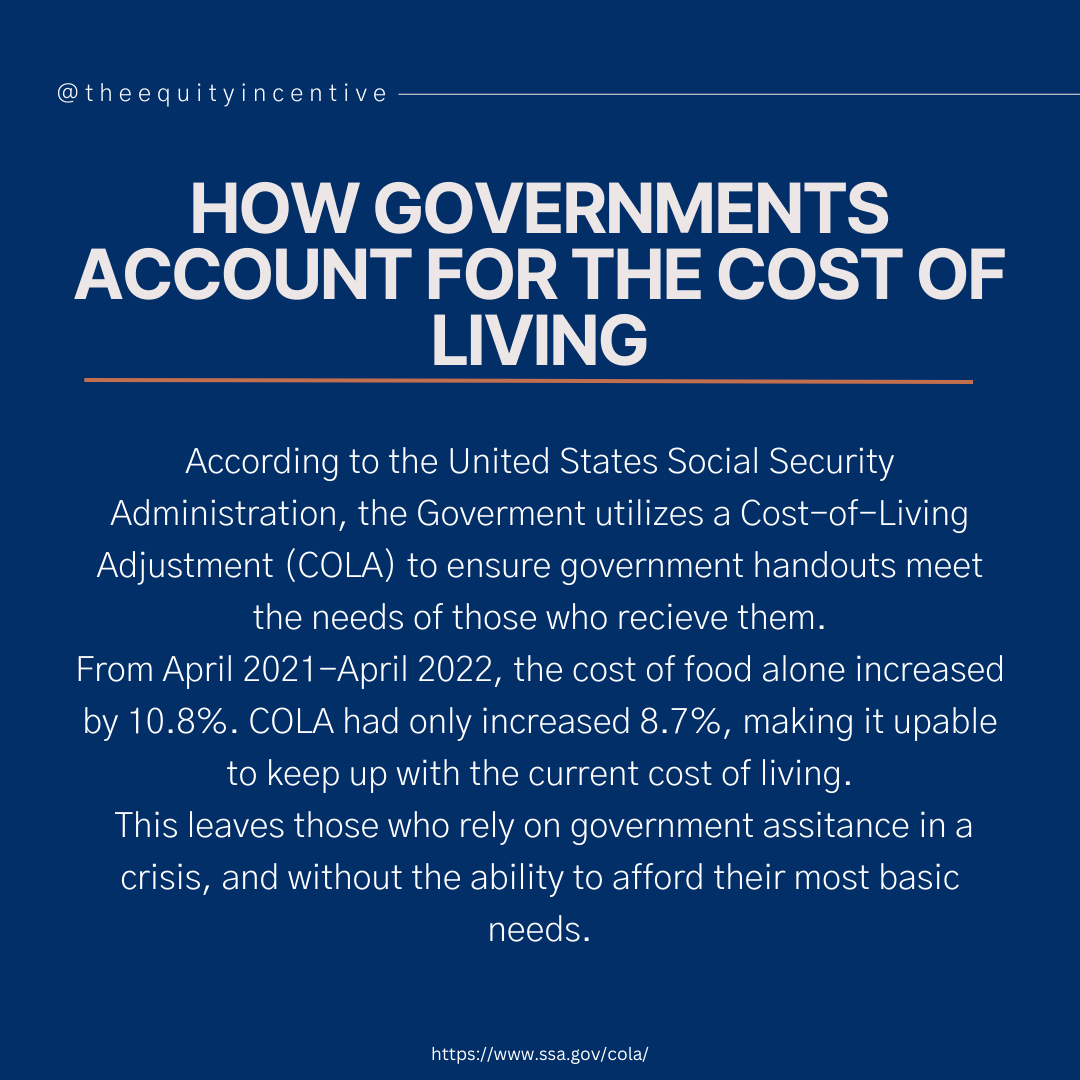 @theequityincentive
HOW GOVERNMENTS
ACCOUNT FOR THE COST OF
LIVING
According to the United States Social Security
Administration, the Goverment utilizes a Cost-of-Living
Adjustment (COLA) to ensure government handouts meet
the needs of those who recieve them.
From April 2021-April 2022, the cost of food alone increased
by 10.8%. COLA had only increased 8.7%, making it upable
to keep up with the current cost of living.
This leaves those who rely on government assitance in a
crisis, and without the ability to afford their most basic
needs.
https://www.ssa.gov/cola/